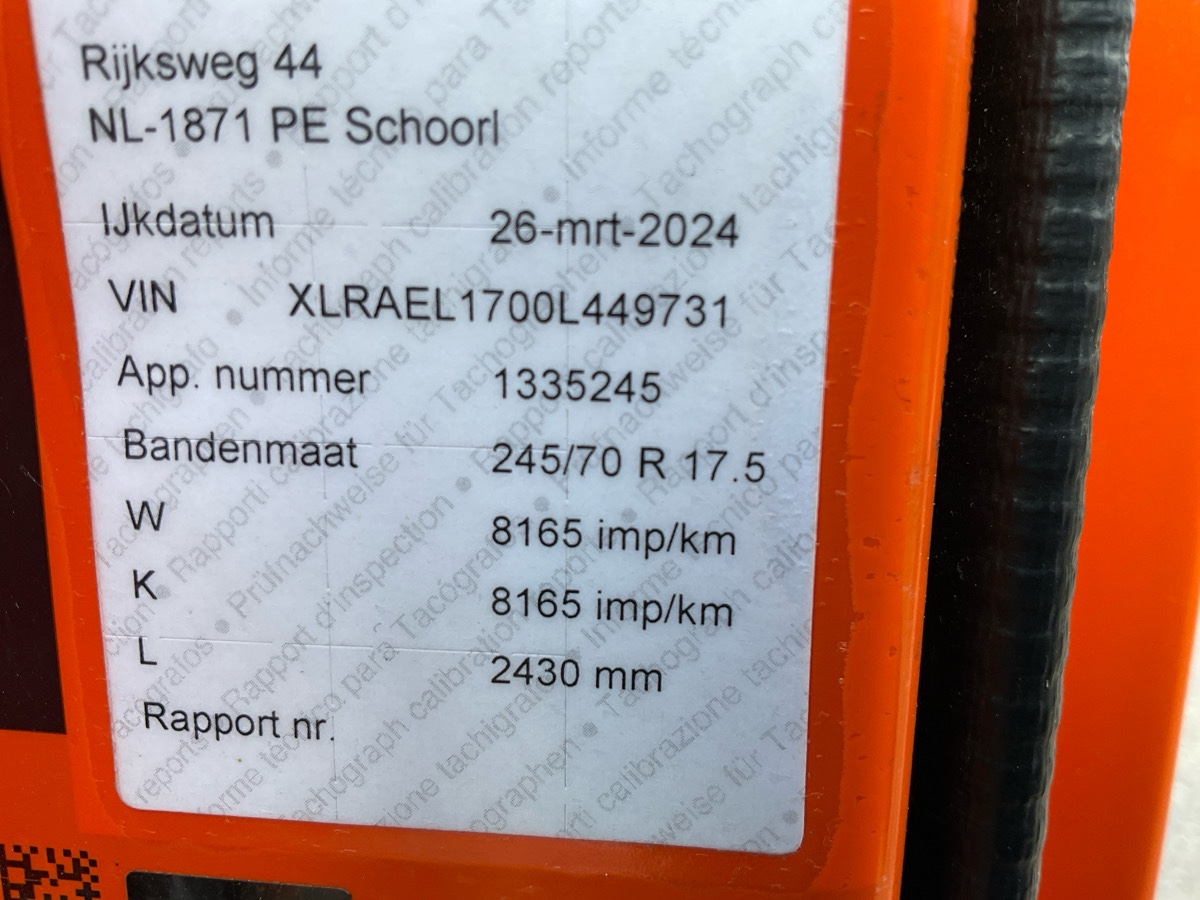 Rijksweg 44
NL-1871 PE Schoorl
IJkdatum 26-mrt-2024
VIN XLRAEL1700L449731
App. nummer 1335245
Bandenmaat 245/70 R 17.5
W 8165 imp/km
K 8165 imp/km
L 2430 mm
Rapport nr.